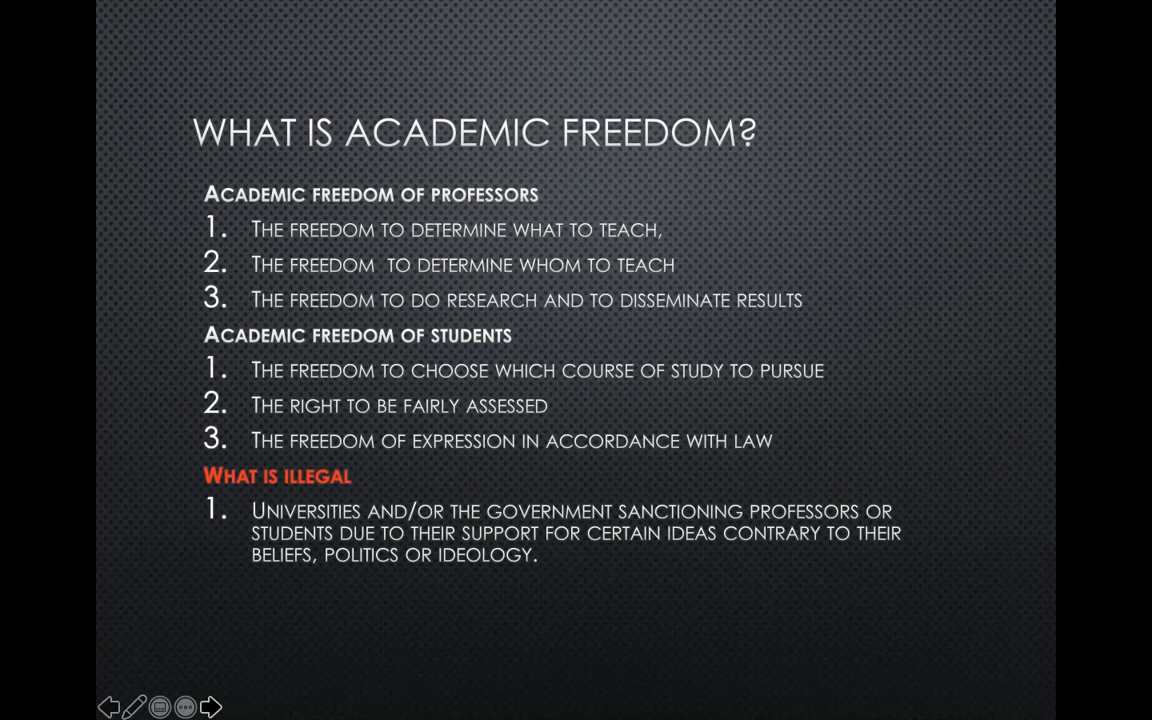 WHAT IS ACADEMIC FREEDOM?
ACADEMIC FREEDOM OF PROFESSORS
1. THE FREEDOM TO DETERMINE WHAT TO TEACH,
2. THE FREEDOM TO DETERMINE WHOM TO TEACH
3. THE FREEDOM TO DO RESEARCH AND TO DISSEMINATE RESULTS
ACADEMIC FREEDOM OF STUDENTS
1. THE FREEDOM TO CHOOSE WHICH COURSE OF STUDY TO PURSUE
2. THE RIGHT TO BE FAIRLY ASSESSED
3. THE FREEDOM OF EXPRESSION IN ACCORDANCE WITH LAW
WHAT IS ILLEGAL
1. UNIVERSITIES AND/OR THE GOVERNMENT SANCTIONING PROFESSORS OR
STUDENTS DUE TO THEIR SUPPORT FOR CERTAIN IDEAS CONTRARY TO THEIR
BELIEFS, POLITICS OR IDEOLOGY.